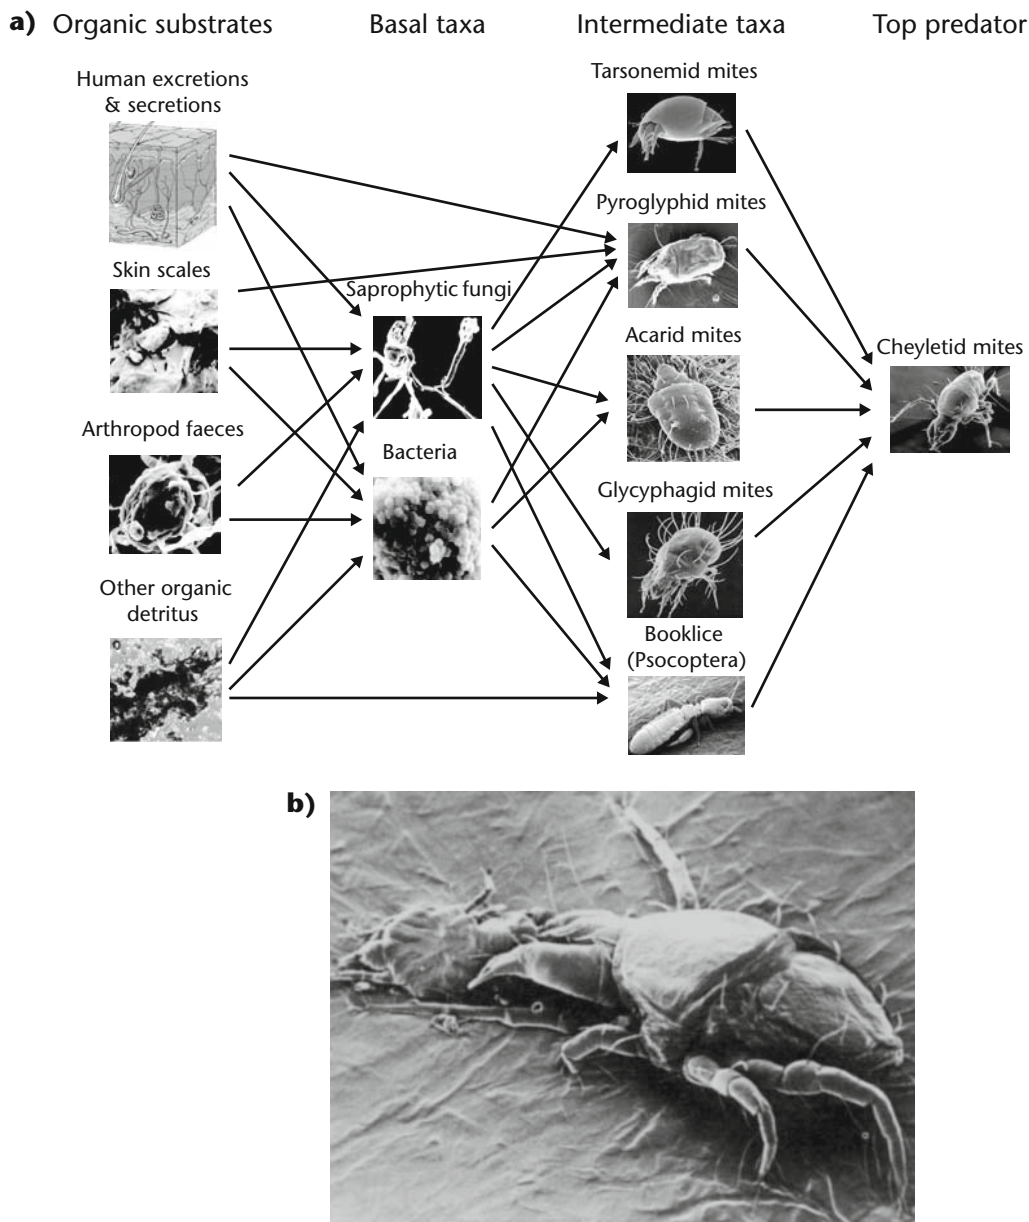 a) Organic substrates Basal taxa Intermediate taxa Top predator
Human excretions
& secretions
Skin scales
Arthropod faeces
Other organic
detritus
Saprophytic fungi
Bacteria
Tarsonemid mites
Pyroglyphid mites
Acarid mites
Glycyphagid mites
Booklice
(Psocoptera)
Cheyletid mites
b)